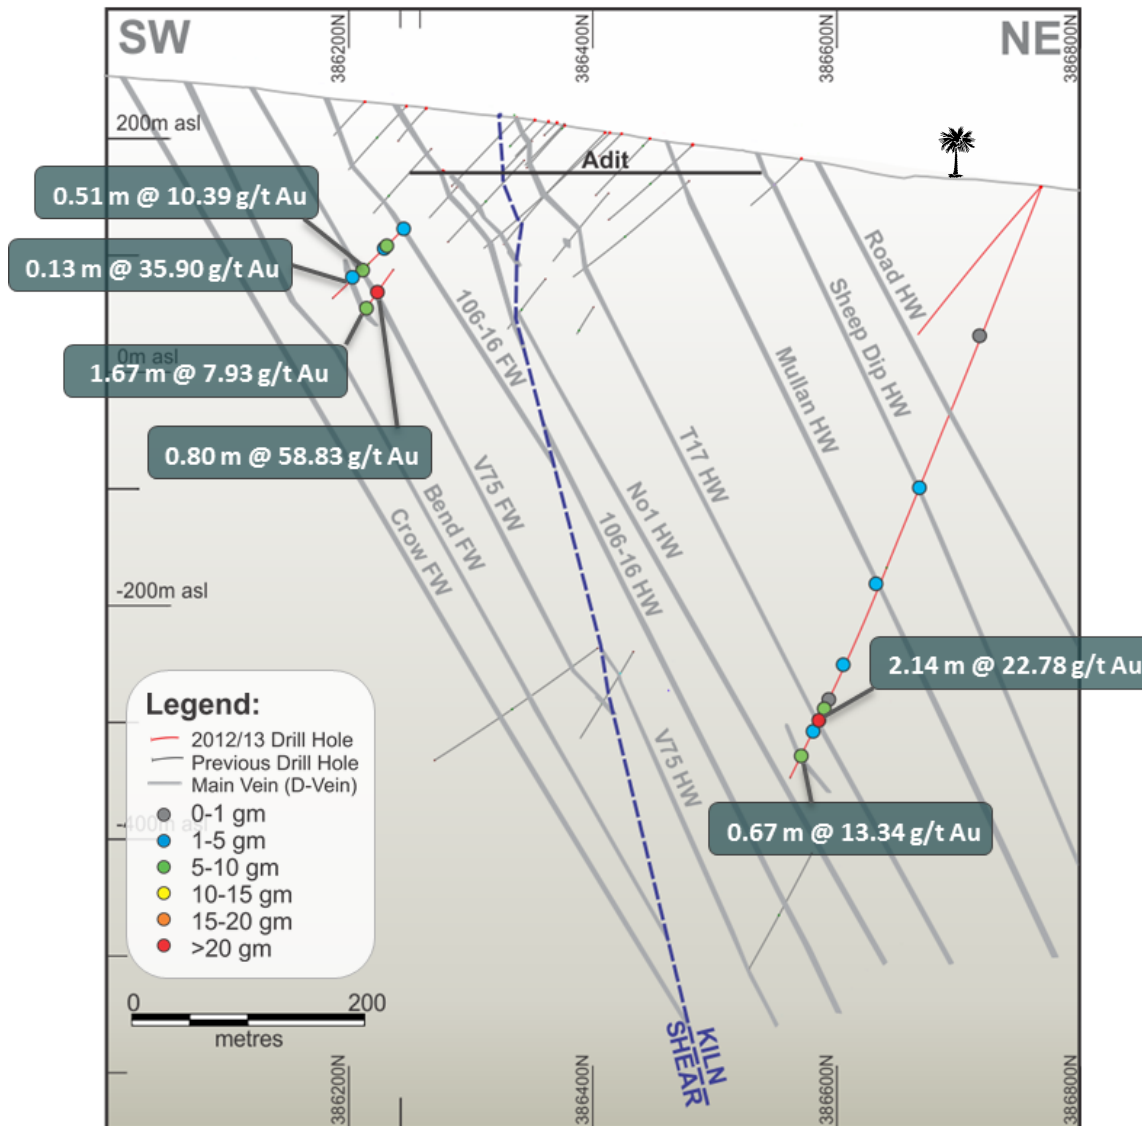 SW
NE
386200N
386400N
386600N
386800N
200m asl
Adit
0.51 m @ 10.39 g/t Au
0.13 m @ 35.90 g/t Au
Road HW
Sheep Dip HW
106-16 FW
0m asl
1.67 m @ 7.93 g/t Au
Mullan HW
0.80 m @ 58.83 g/t Au
T17 HW
V75 FW
Bend FW
Crow FW
No1 HW
106-16 HW
-200m asl
2.14 m @ 22.78 g/t Au
V75 HW
Legend:
2012/13 Drill Hole
Previous Drill Hole
Main Vein (D-Vein)
0-1 gm
-400m asl
1-5 gm
5-10 gm
10-15 gm
15-20 gm
>20 gm
0.67 m @ 13.34 g/t Au
0
200
metres
KILN
SHEAR
386200N
386400N
386600N
386800N